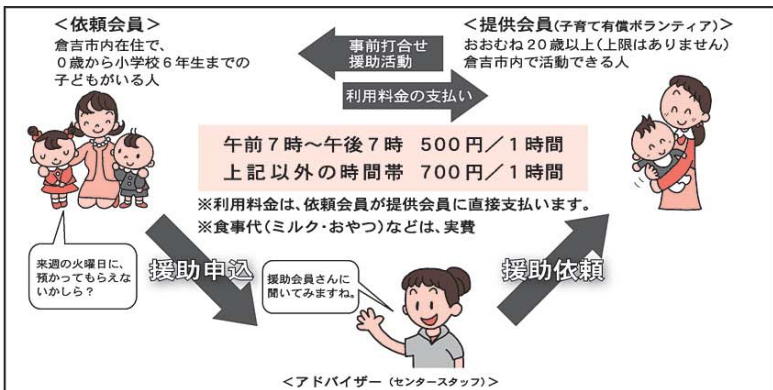 ＜依頼会員＞
倉吉市内在住で、
０歳から小学校６年生までの
子どもがいる人
＜提供会員(子育て有償ボランティア)＞
おおむね２０歳以上(上限はありません)
倉吉市内で活動できる人
事前打合せ
援助活動
利用料金の支払い
午前７時～午後７時 ５００円／１時間
上記以外の時間帯 ７００円／１時間
※利用料金は、依頼会員が提供会員に直接支払います。
※食事代(ミルク・おやつ)などは、実費
来週の火曜日に、
預かってもらえな
いかしら？
援助申込
援助会員さんに
聞いてみますね。
援助依頼
＜アドバイザー (センタースタッフ)＞